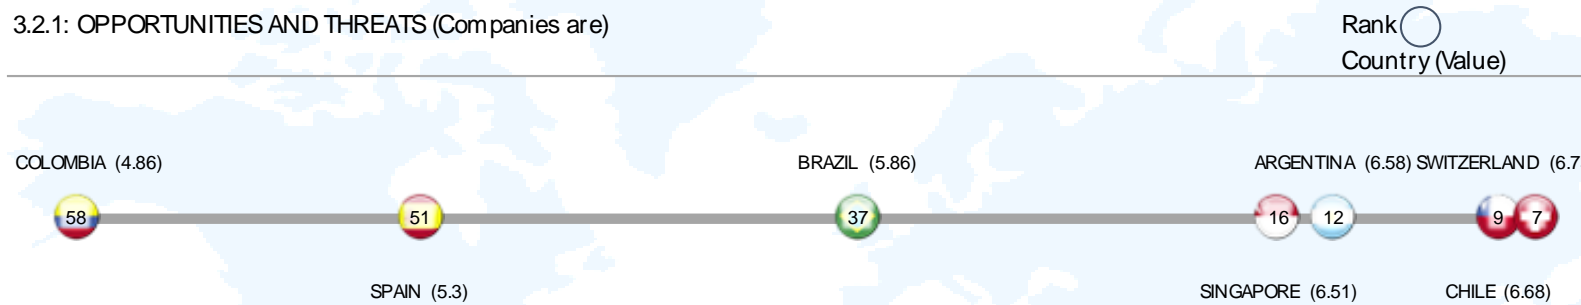 3.2.1: OPPORTUNITIES AND THREATS (Companies are)
Rank
Country (Value)
COLOMBIA (4.86)
BRAZIL (5.86)
ARGENTINA (6.58) SWITZERLAND (6.7
58
51
37
16
12
9
7
SPAIN (5.3)
SINGAPORE (6.51)
CHILE (6.68)